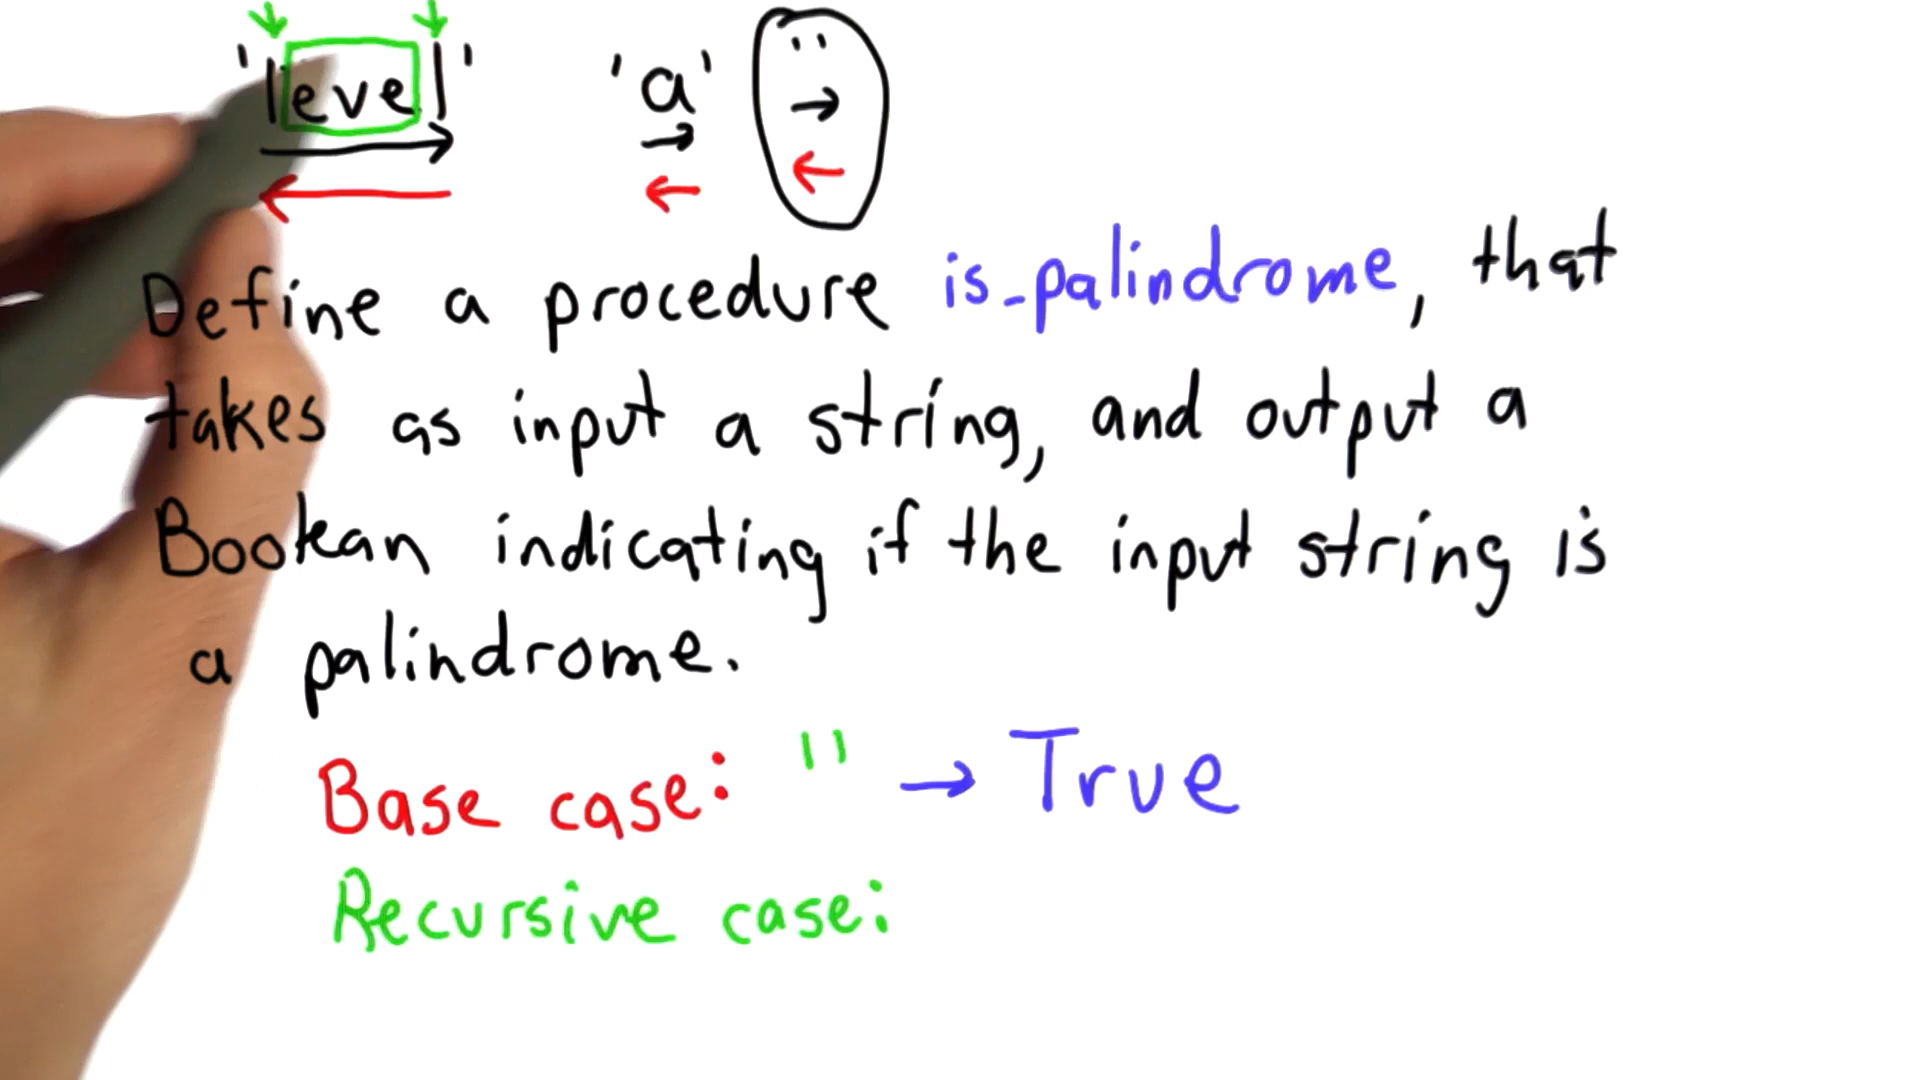 'level' 'a' ''
Define a procedure is_palindrome, that
takes as input a string, and output a
Boolean indicating if the input string is
a palindrome.
Base case: '' → True
Recursive case: